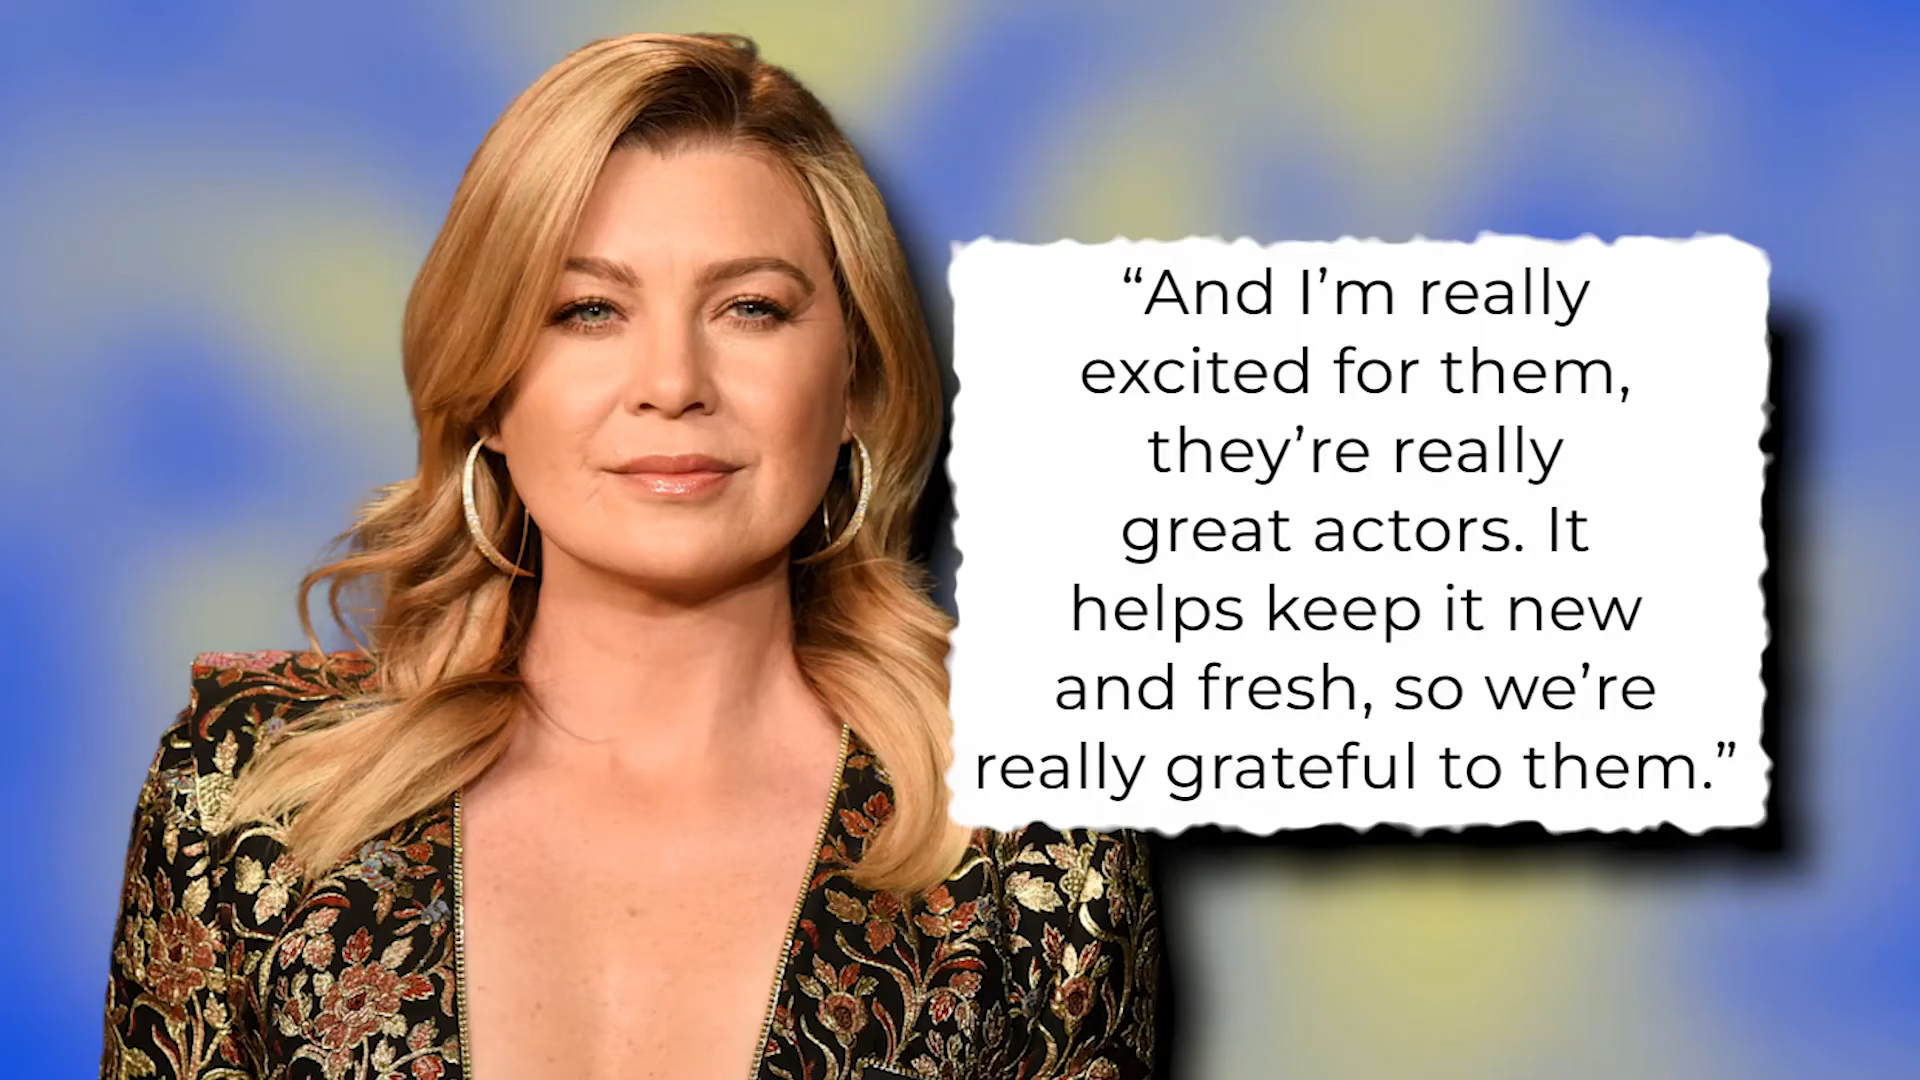 “And I’m really
excited for them,
they’re really
great actors. It
helps keep it new
and fresh, so we’re
really grateful to them.”